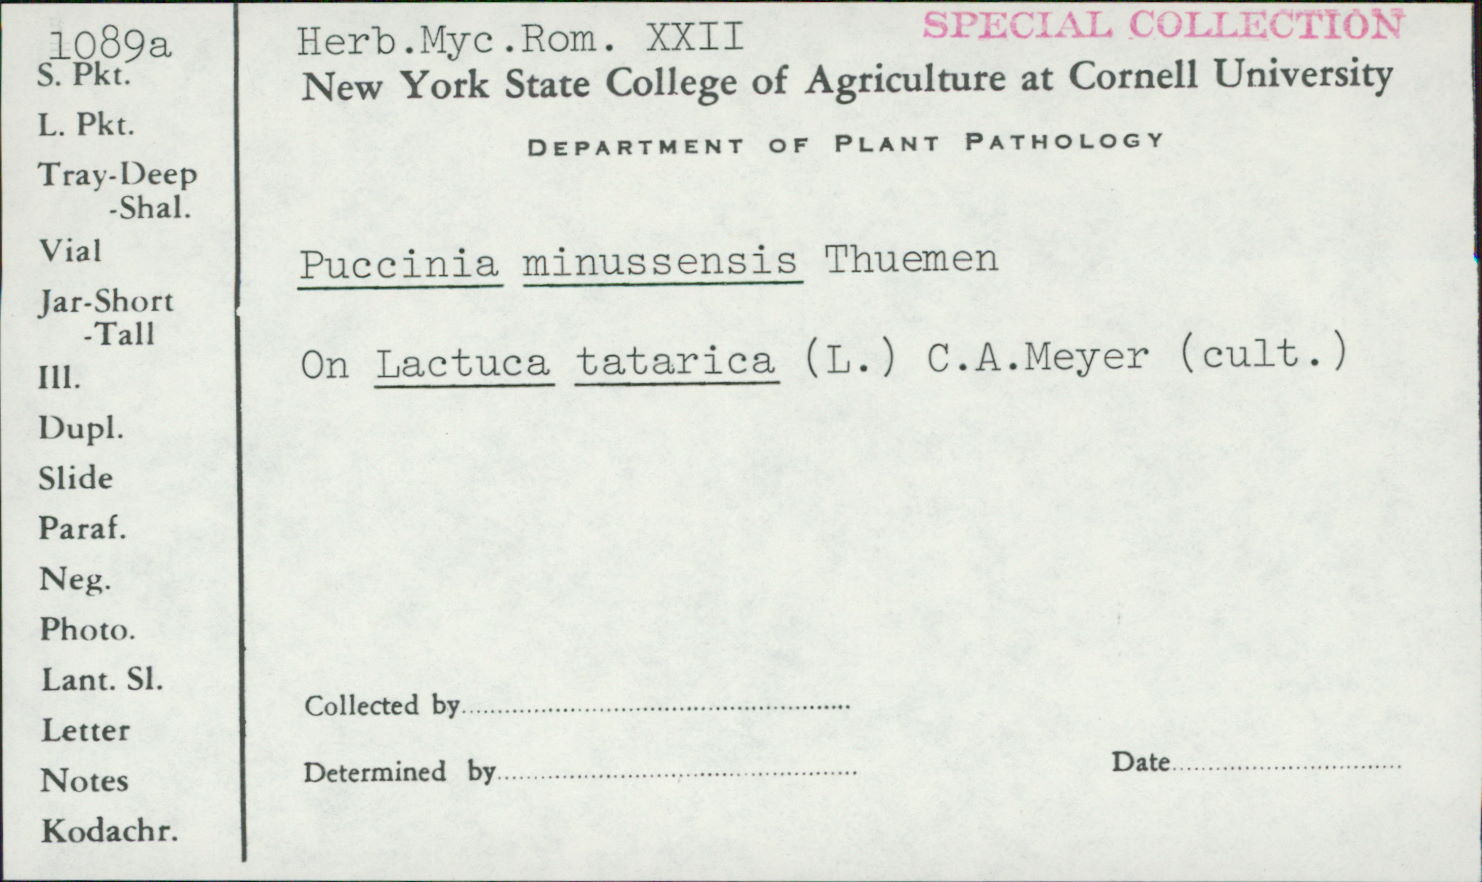 1089a
S. Pkt.
L. Pkt.
Tray-Deep
-Shal.
Vial
Jar-Short
-Tall
Ill.
Dupl.
Slide
Paraf.
Neg.
Photo.
Lant. Sl.
Letter
Notes
Kodachr.
Herb.Myc.Rom. XXII
SPECIAL COLLECTION
New York State College of Agriculture at Cornell University
DEPARTMENT OF PLANT PATHOLOGY
Puccinia minussensis Thuemen
On Lactuca tatarica (L.) C.A.Meyer (cult.)
Collected by
Determined by
Date